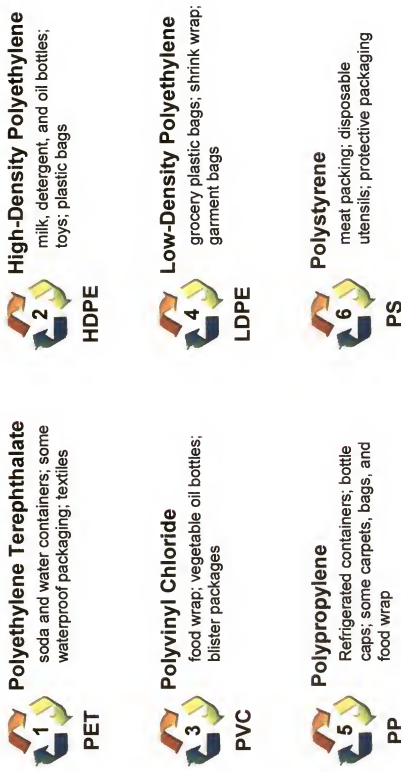 1
PET
Polyethylene Terephthalate
soda and water containers; some
waterproof packaging; textiles
2
HDPE
High-Density Polyethylene
milk, detergent, and oil bottles;
toys; plastic bags
3
PVC
Polyvinyl Chloride
food wrap; vegetable oil bottles;
blister packages
4
LDPE
Low-Density Polyethylene
grocery plastic bags; shrink wrap;
garment bags
5
PP
Polypropylene
Refrigerated containers; bottle
caps; some carpets, bags, and
food wrap
6
PS
Polystyrene
meat packing; disposable
utensils; protective packaging